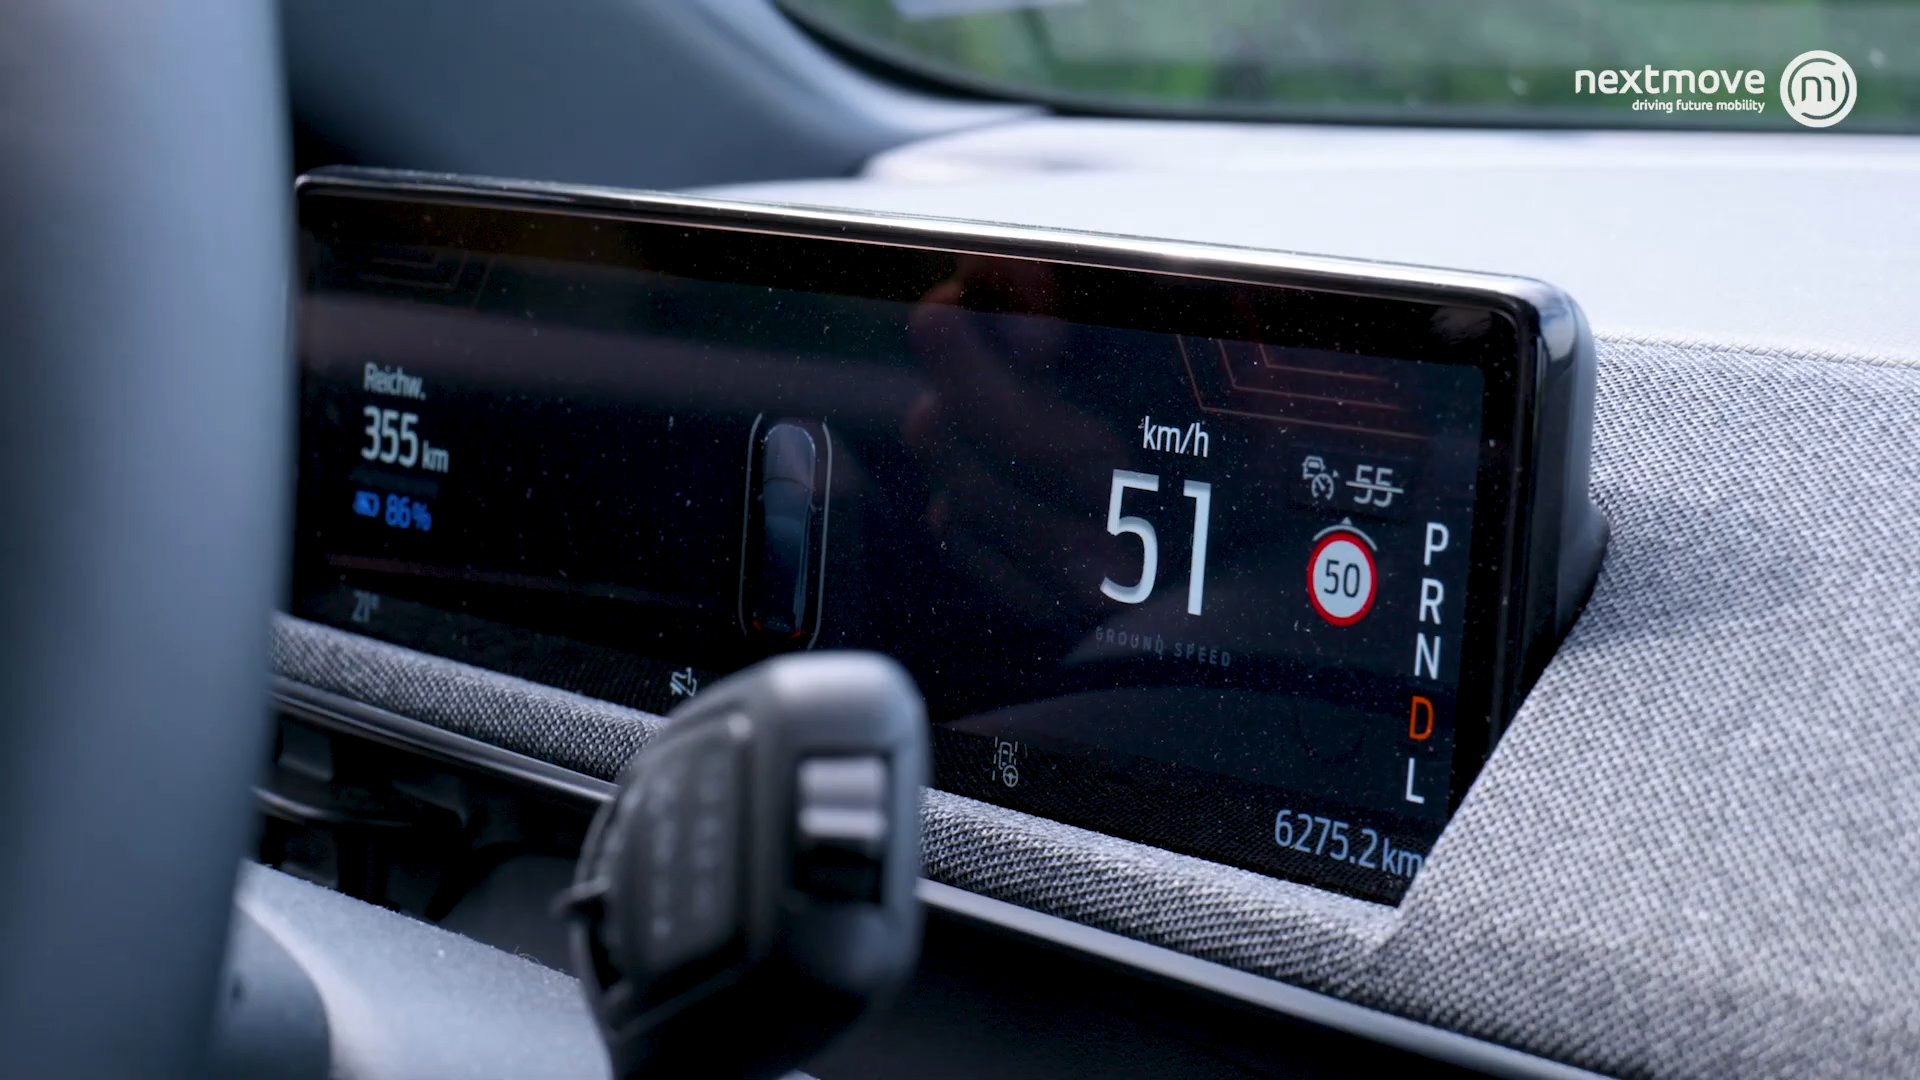 nextmove
driving future mobility
Reichw.
355 km
86%
21°
km/h
51
GROUND SPEED
55
50
P
R
N
D
L
6275.2 km